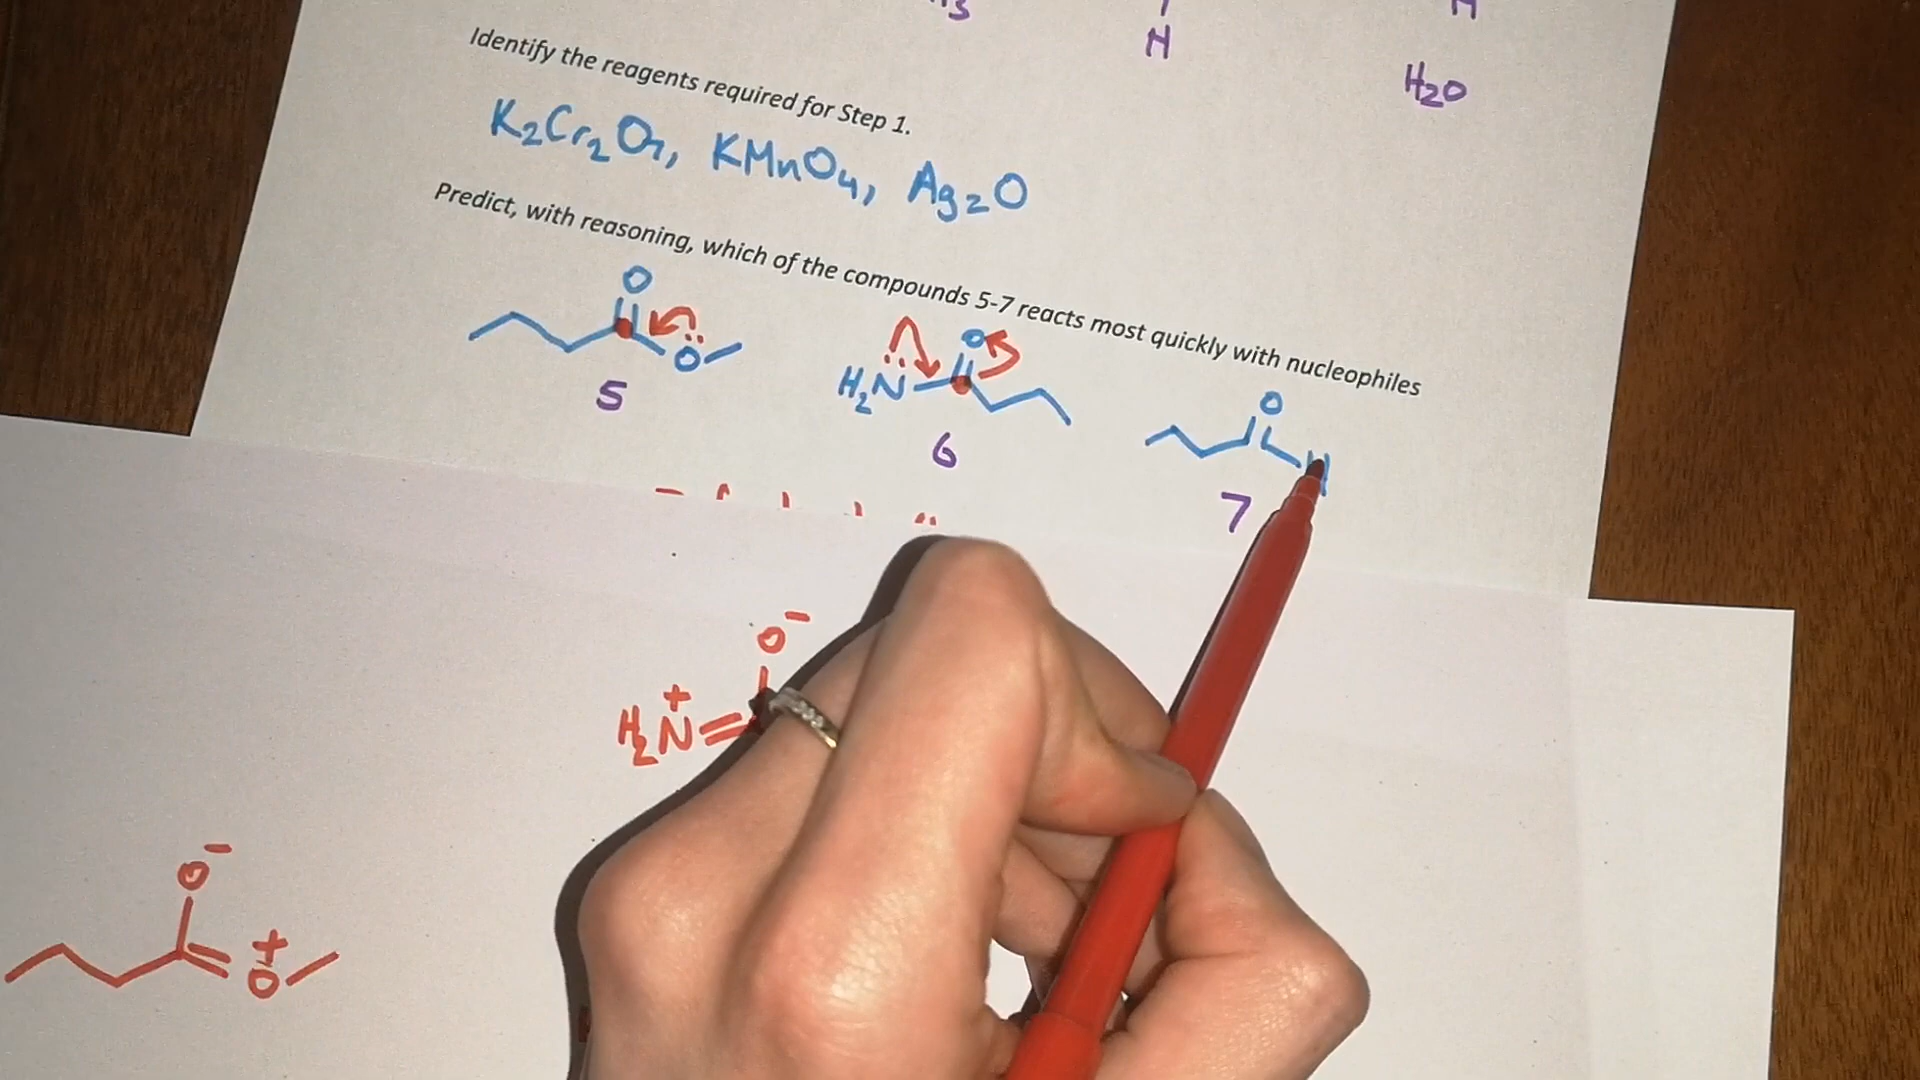 H
H
H2O
Identify the reagents required for Step 1.
K2Cr2O7, KMnO4, Ag2O
Predict, with reasoning, which of the compounds 5-7 reacts most quickly with nucleophiles
O
O
5
H2N
O
6
O
H
7
O−
H2N+
O−
O+